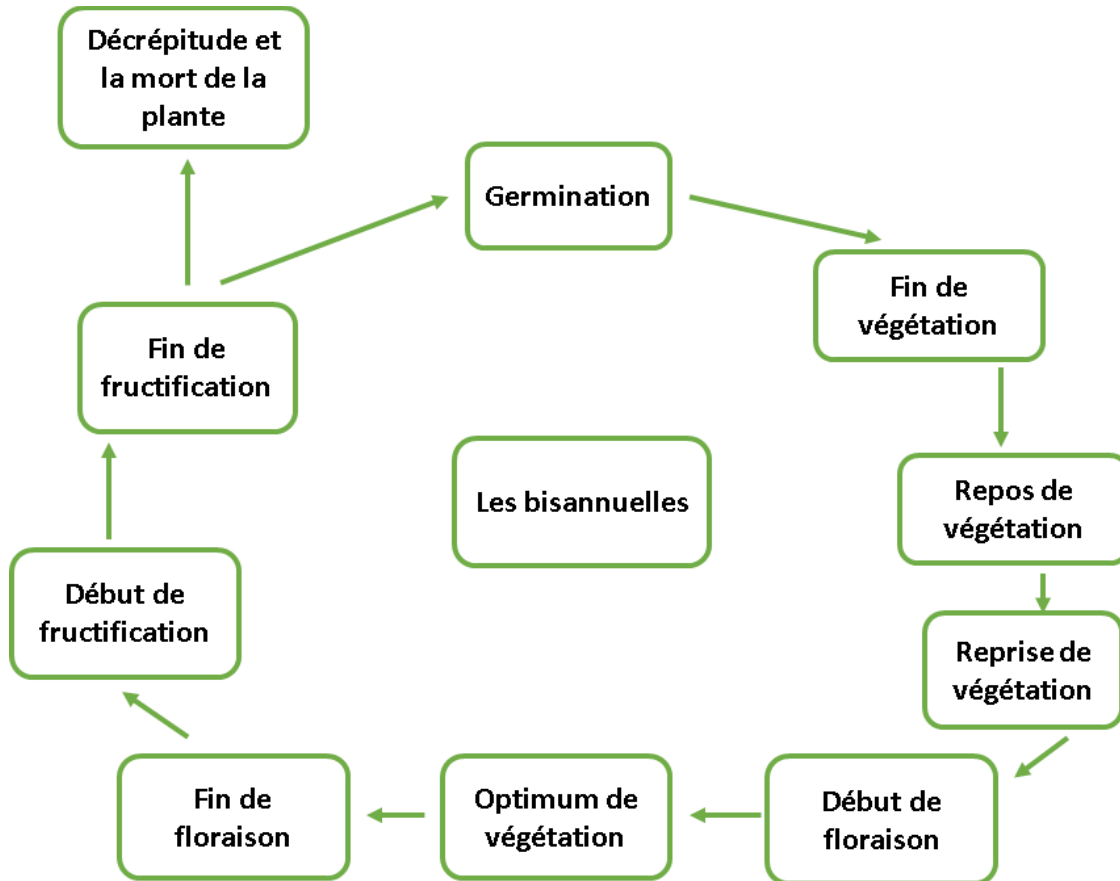 Décrépitude et
la mort de la
plante
Germination
Fin de
végétation
Repos de
végétation
Reprise de
végétation
Début de
floraison
Optimum de
végétation
Fin de
floraison
Début de
fructification
Fin de
fructification
Les bisannuelles